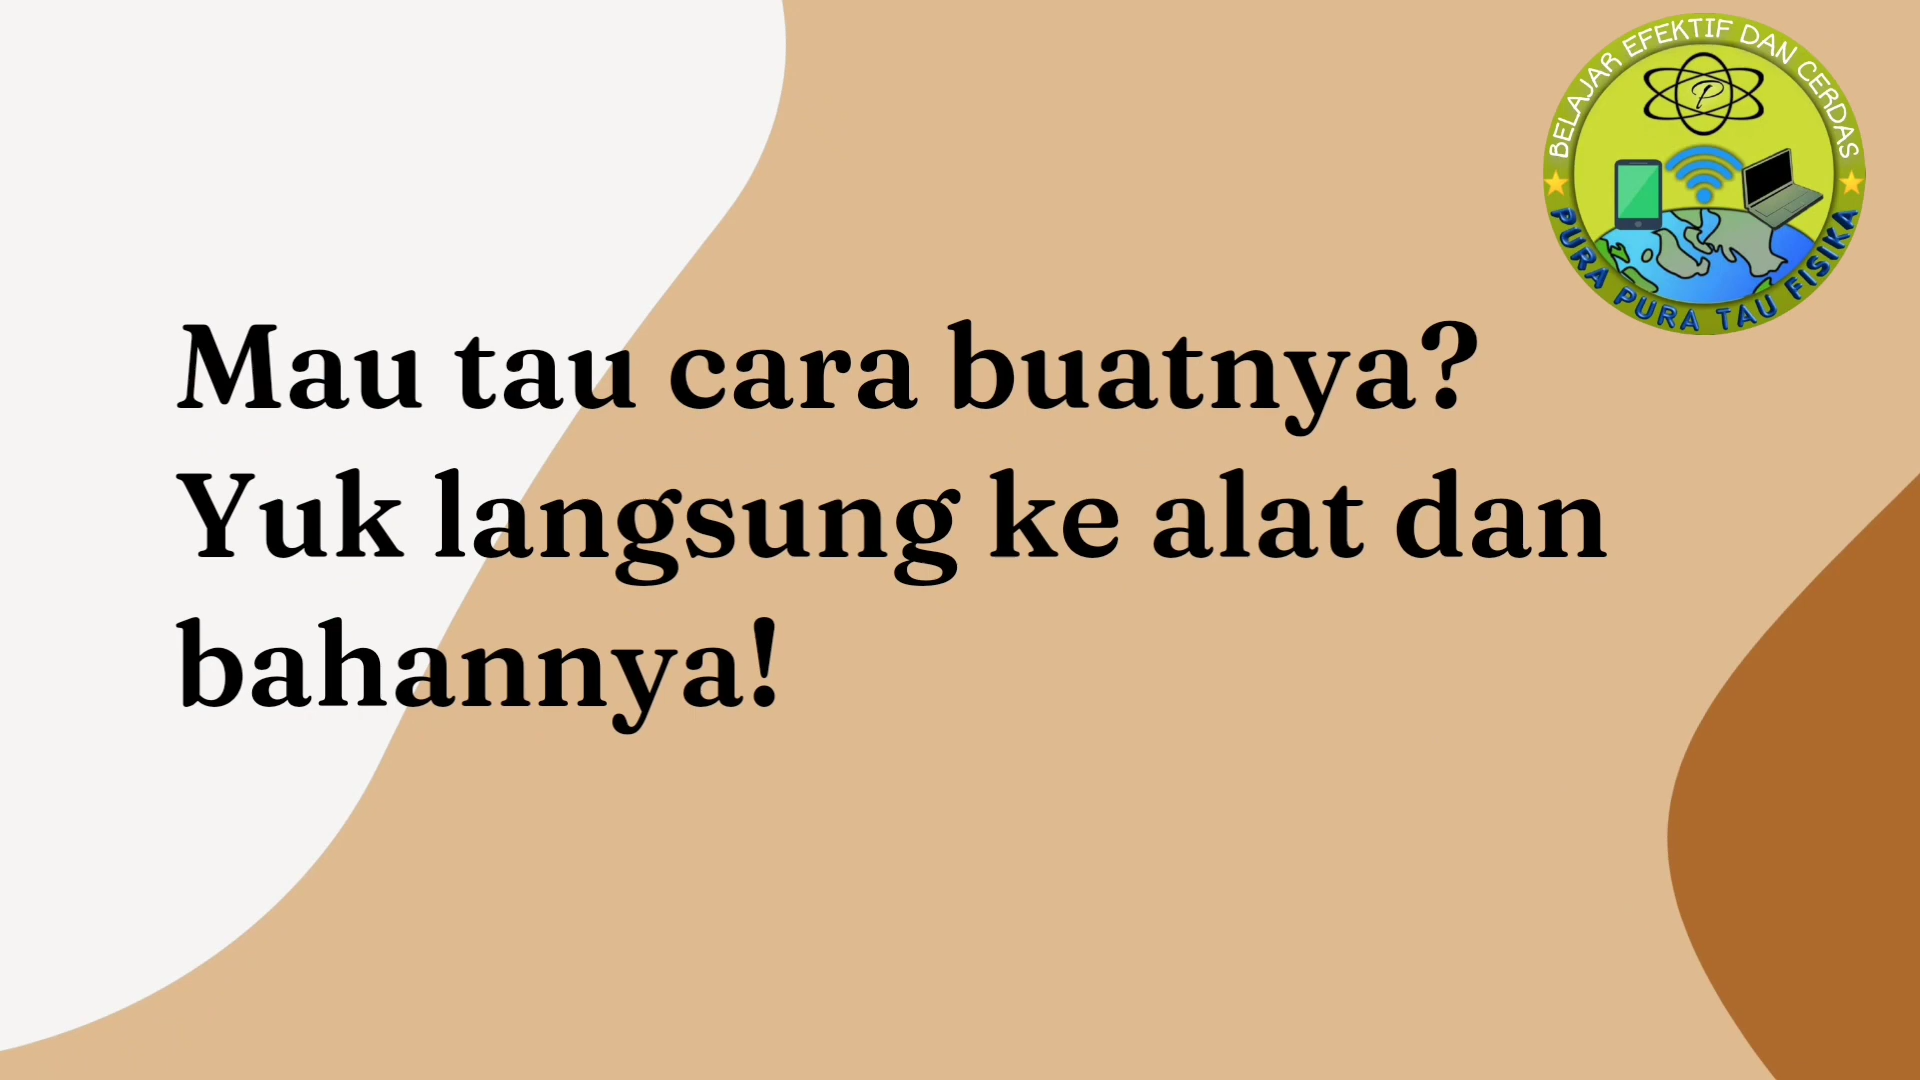 BELAJAR EFEKTIF DAN CERDAS
P
PURA PURA TAU FISIKA
Mau tau cara buatnya?
Yuk langsung ke alat dan
bahannya!